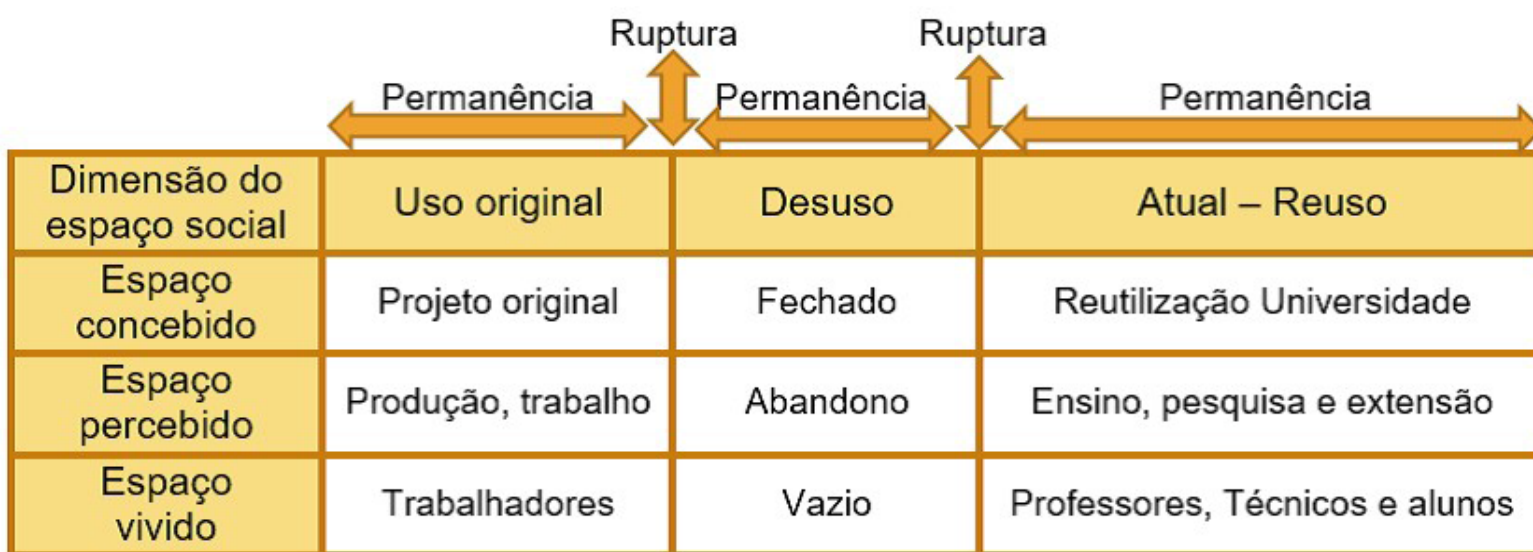 Ruptura Ruptura
Permanência Permanência Permanência
Dimensão do
espaço social
Uso original
Desuso
Atual – Reuso
Espaço
concebido
Projeto original
Fechado
Reutilização Universidade
Espaço
percebido
Produção, trabalho
Abandono
Ensino, pesquisa e extensão
Espaço
vivido
Trabalhadores
Vazio
Professores, Técnicos e alunos